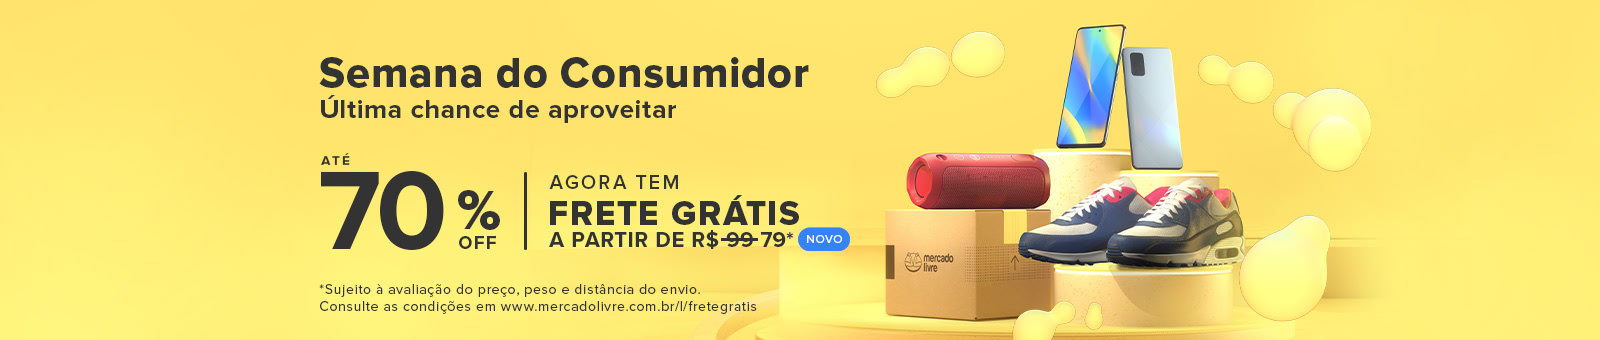 Semana do Consumidor
Última chance de aproveitar
ATÉ
70%
OFF
AGORA TEM
FRETE GRÁTIS
A PARTIR DE R$ 99 79* NOVO
mercado
livre
*Sujeito à avaliação do preço, peso e distância do envio.
Consulte as condições em www.mercadolivre.com.br/l/fretegratis